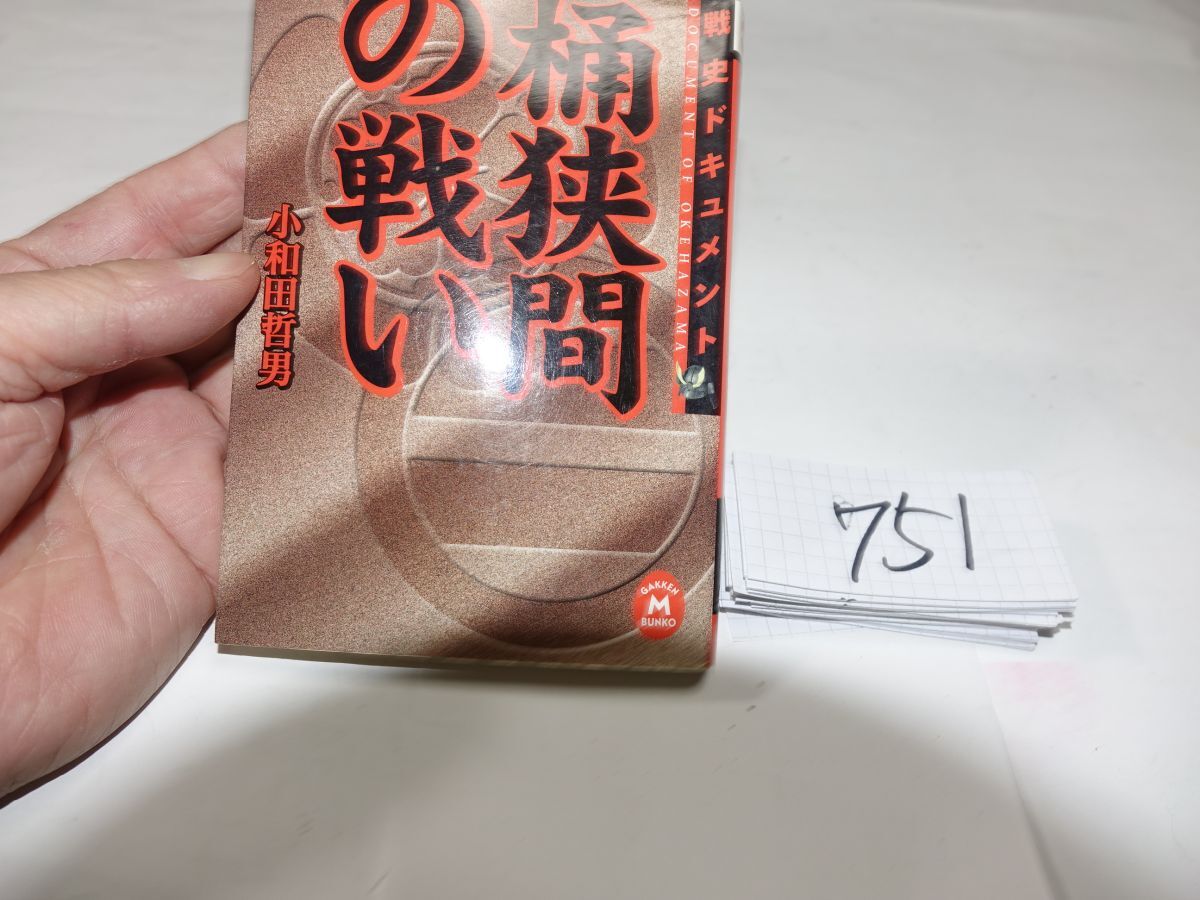 戦史ドキュメント
DOCUMENT OF OKEHAZAMA
桶狭間
の戦い
小和田哲男
GAKKEN
M
BUNKO
751